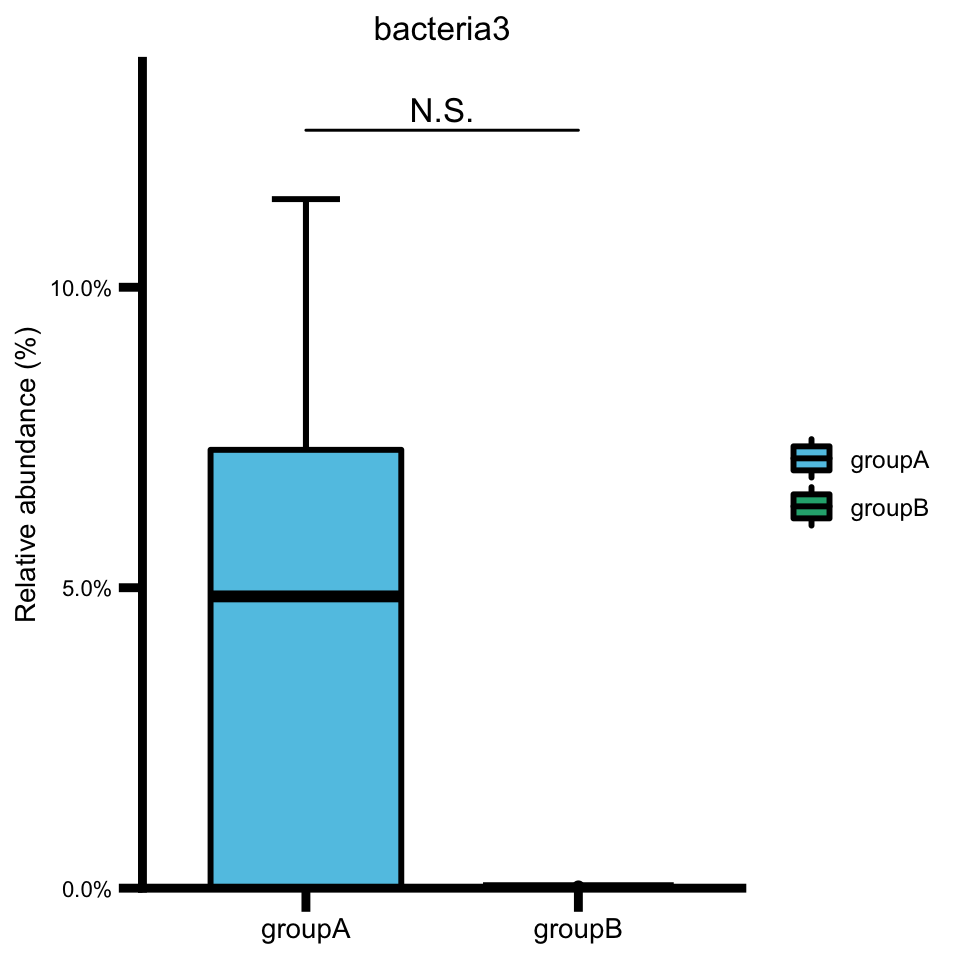 bacteria3
N.S.
10.0%
5.0%
0.0%
Relative abundance (%)
groupA
groupB
groupA
groupB